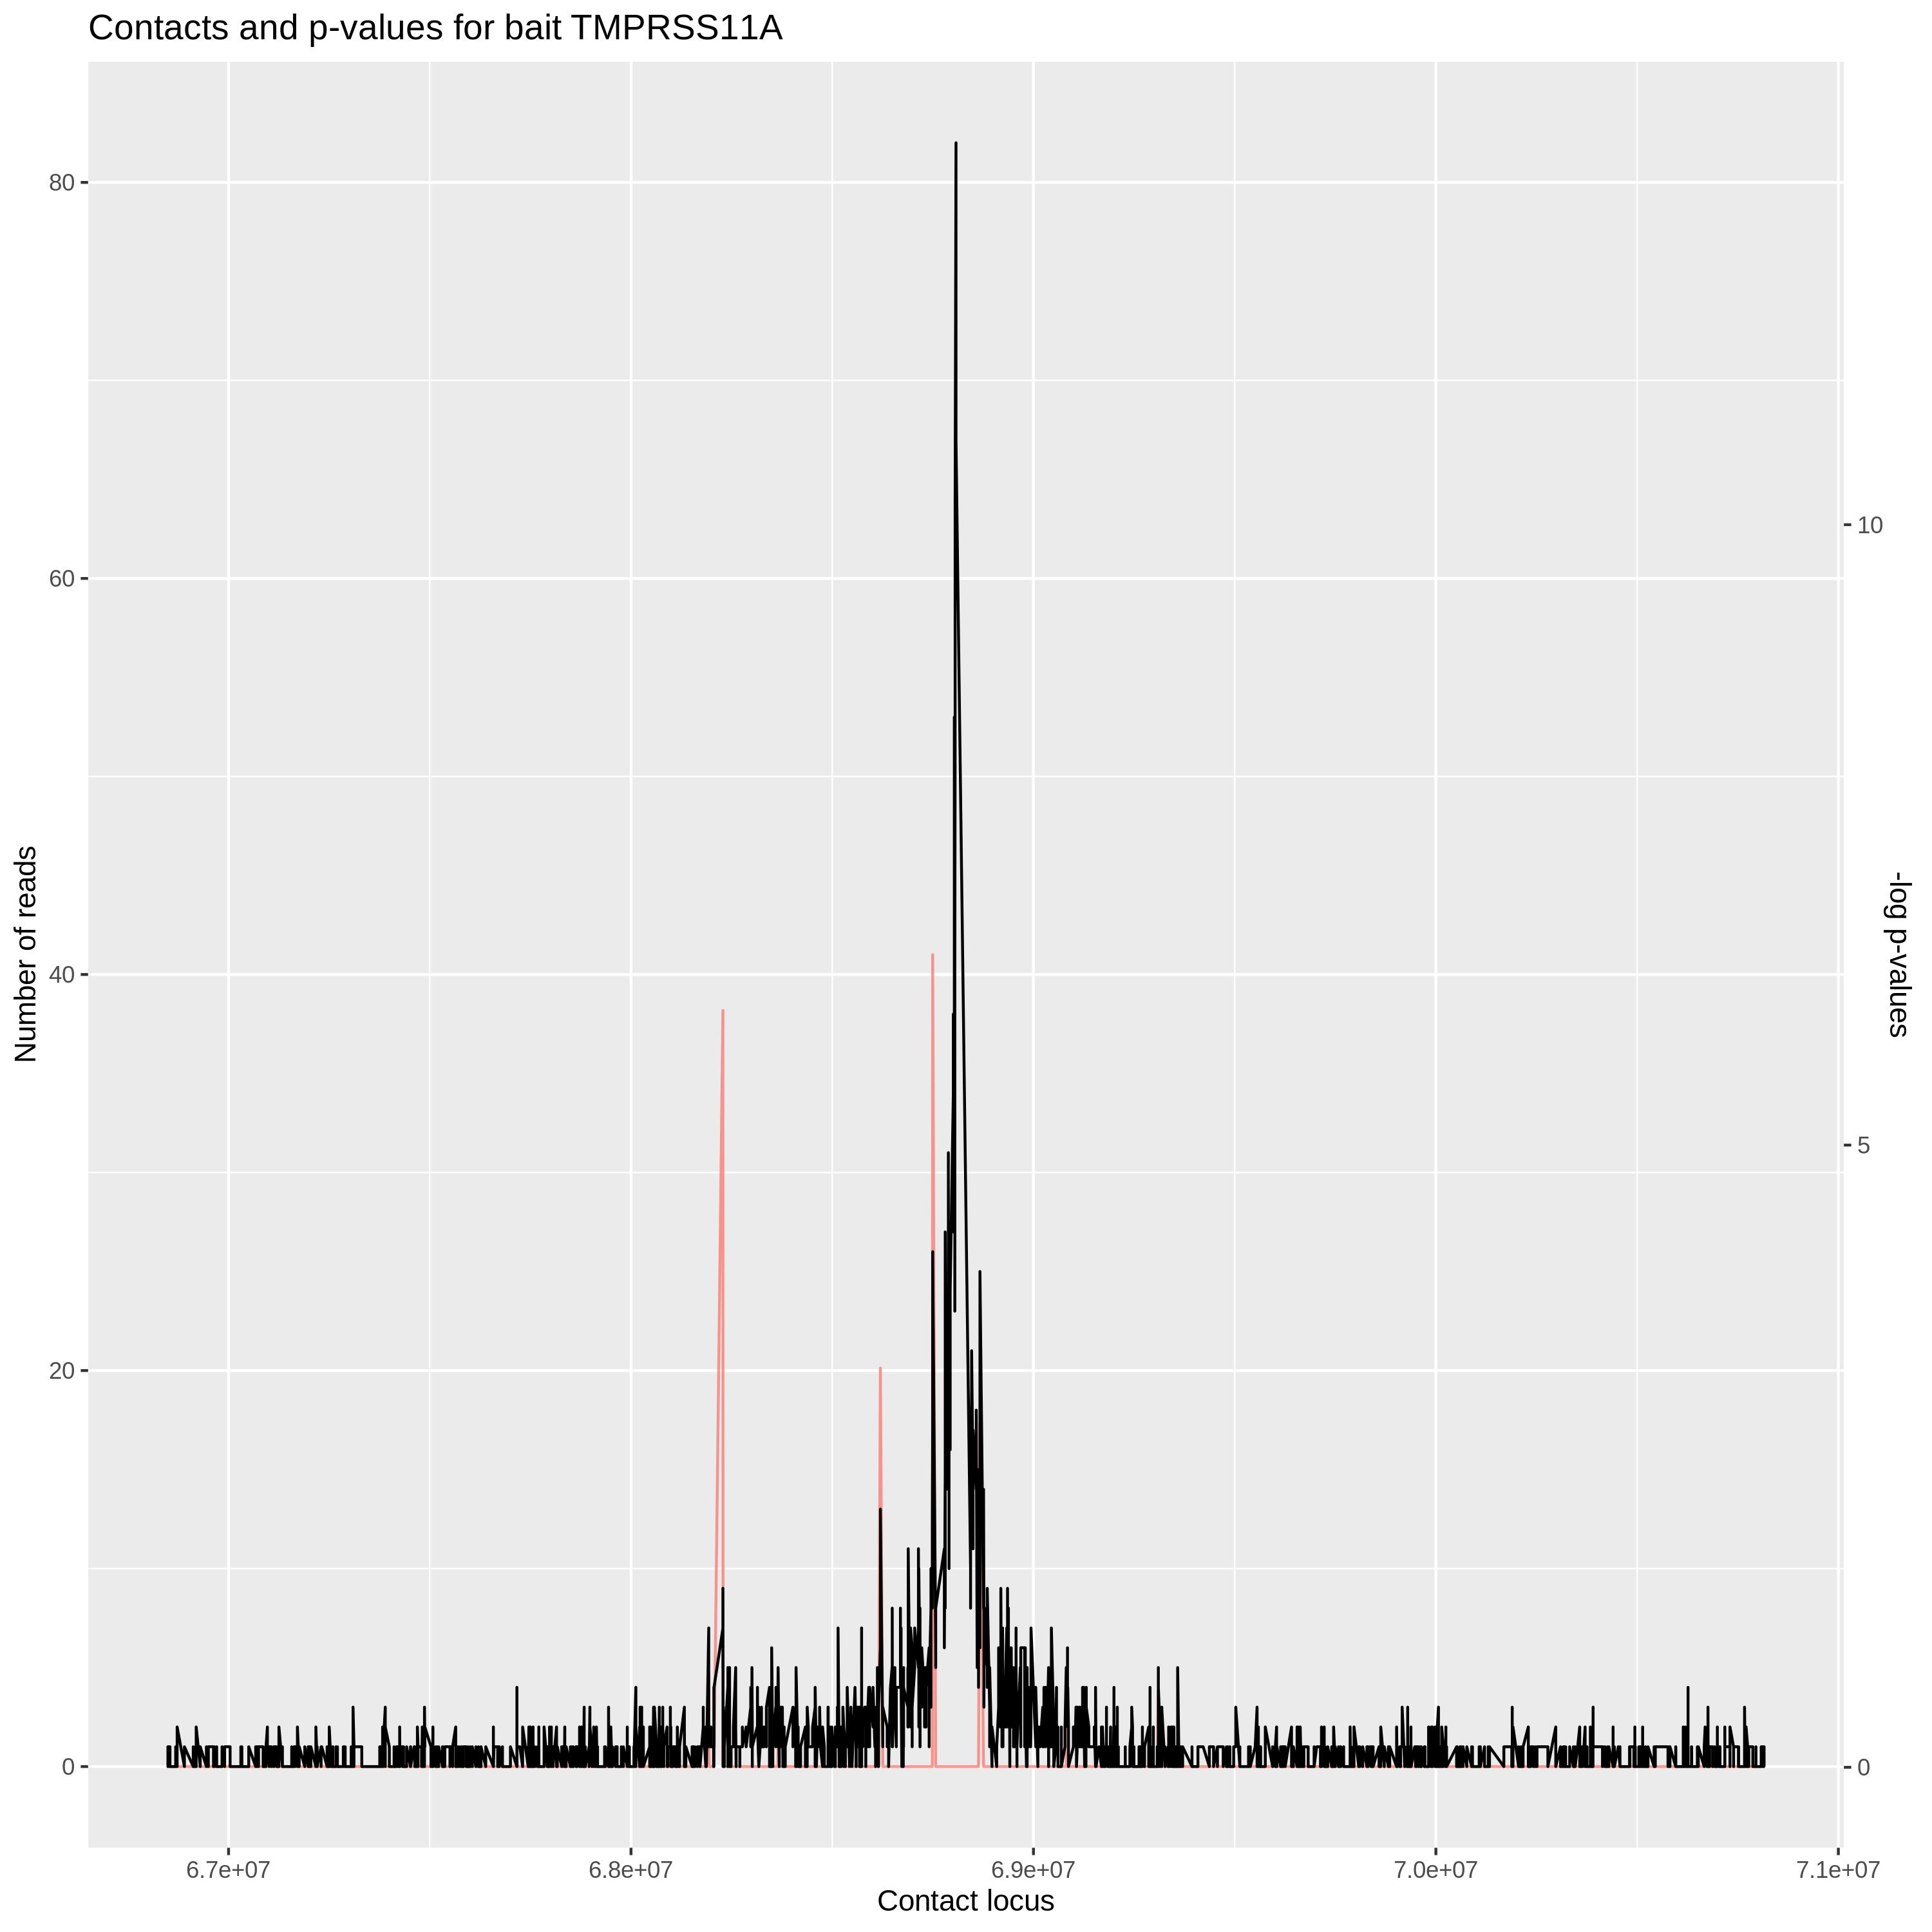 Contacts and p-values for bait TMPRSS11A
80
60
40
20
0
Number of reads
10
5
0
-log p-values
6.7e+07
6.8e+07
6.9e+07
7.0e+07
7.1e+07
Contact locus